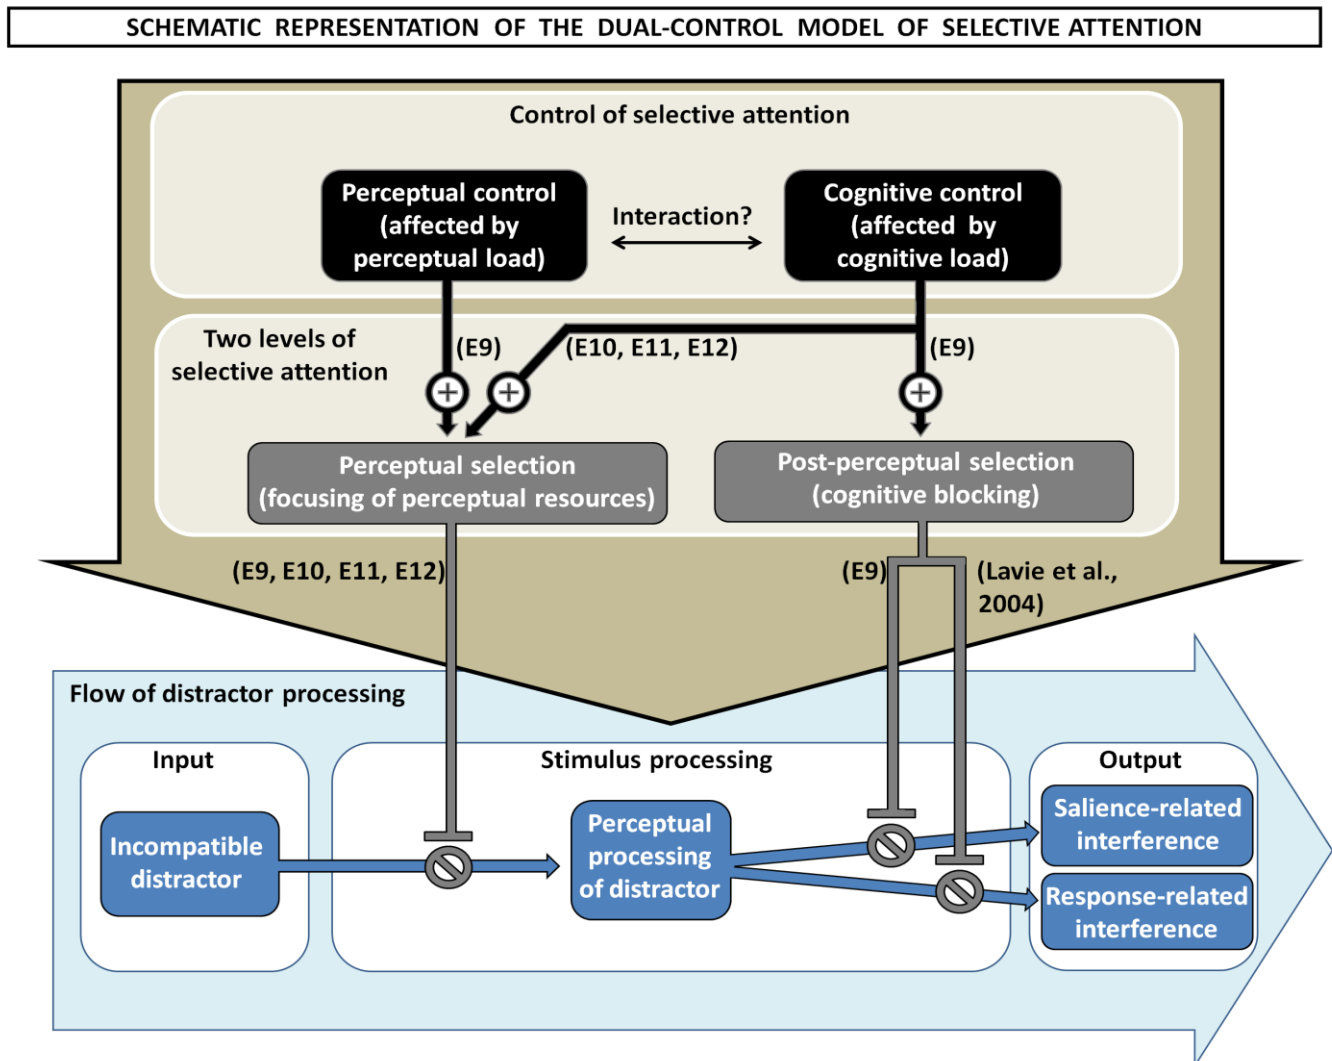 SCHEMATIC REPRESENTATION OF THE DUAL-CONTROL MODEL OF SELECTIVE ATTENTION
Control of selective attention
Perceptual control
(affected by
perceptual load)
Interaction?
Cognitive control
(affected by
cognitive load)
Two levels of
selective attention
(E9)
(E10, E11, E12)
(E9)
Perceptual selection
(focusing of perceptual resources)
Post-perceptual selection
(cognitive blocking)
(E9, E10, E11, E12)
(E9)
(Lavie et al.,
2004)
Flow of distractor processing
Input
Stimulus processing
Output
Incompatible
distractor
Perceptual
processing
of distractor
Salience-related
interference
Response-related
interference